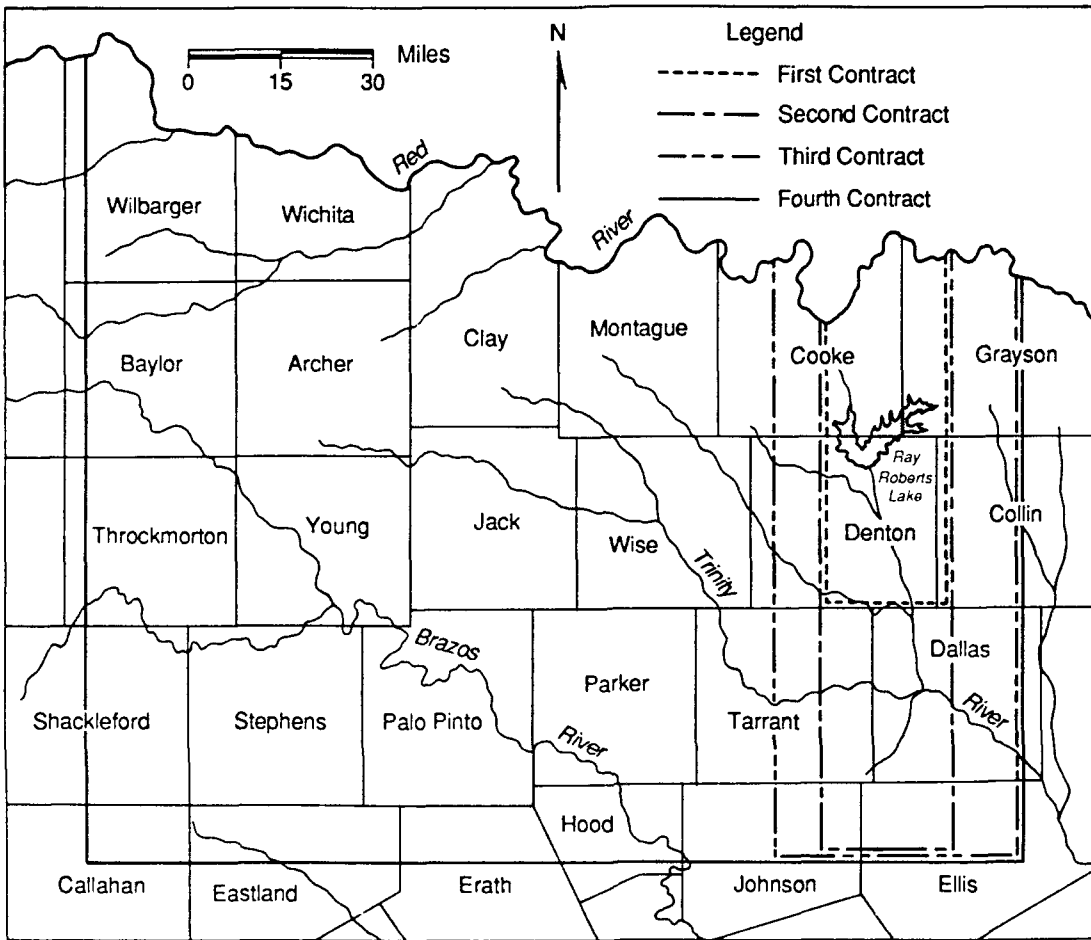 N
Legend
Miles
0 15 30
First Contract
Second Contract
Third Contract
Fourth Contract
Red
River
Wilbarger
Wichita
Clay
Montague
Cooke
Grayson
Baylor
Archer
Ray
Roberts
Lake
Throckmorton
Young
Jack
Wise
Denton
Collin
Trinity
River
Brazos
River
Dallas
Parker
Shackleford
Stephens
Palo Pinto
Tarrant
Hood
Callahan
Eastland
Erath
Johnson
Ellis